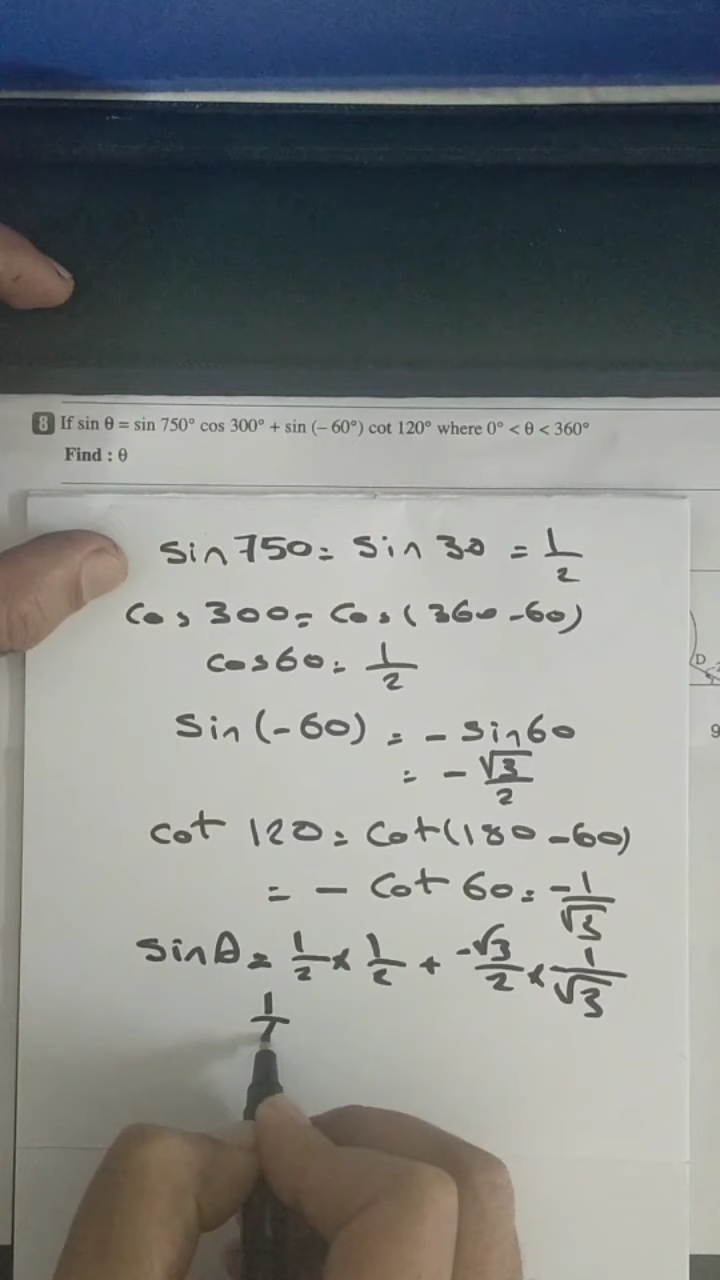 8 If sin θ = sin 750° cos 300° + sin (– 60°) cot 120° where 0° < θ < 360°
Find : θ
sin 750 = sin 30 = 1/2
cos 300 = cos (360-60)
cos 60 = 1/2
D
sin (-60) = - sin 60
9
= - √3/2
cot 120 = cot (180-60)
= - cot 60 = -1/√3
sin θ = 1/2 × 1/2 + -√3/2 × 1/√3